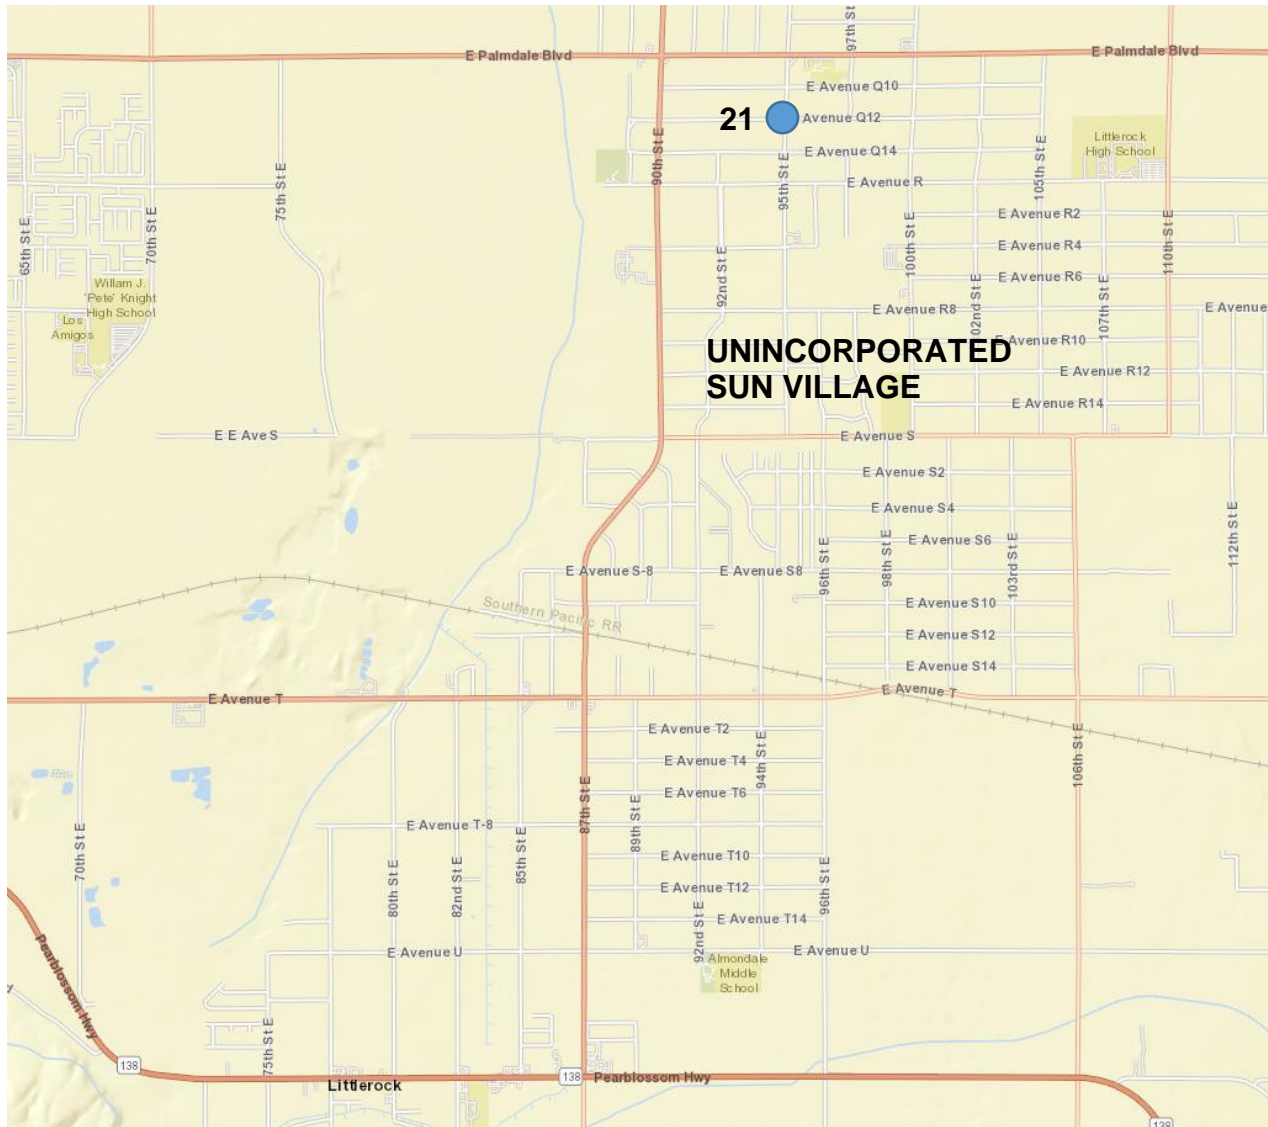 97th St E
E Palmdale Blvd
E Palmdale Blvd
E Avenue Q10
21
Avenue Q12
Littlerock
High School
90th St E
E Avenue Q14
105th St E
75th St E
95th St E
E Avenue R
65th St E
70th St E
E Avenue R2
100th St E
110th St E
E Avenue R4
92nd St E
E Avenue R6
Willam J.
'Pete' Knight
High School
107th St E
Los
Amigos
E Avenue R8
02nd St E
E Avenue
UNINCORPORATED
SUN VILLAGE
E Avenue R10
E Avenue R12
E Avenue R14
E E Ave S
E Avenue S
E Avenue S2
E Avenue S4
112th St E
E Avenue S6
96th St E
98th St E
103rd St E
E Avenue S-8
E Avenue S8
Southern Pacific RR
E Avenue S10
E Avenue S12
E Avenue S14
E Avenue T
E Avenue T
E Avenue T2
94th St E
106th St E
E Avenue T4
87th St E
E Avenue T6
89th St E
70th St E
E Avenue T-8
85th St E
E Avenue T10
80th St E
82nd St E
96th St E
E Avenue T12
92nd St E
E Avenue T14
E Avenue U
E Avenue U
Pearblossom Hwy
Almondale
Middle
School
y
75th St E
138
138
Pearblossom Hwy
Littlerock
138